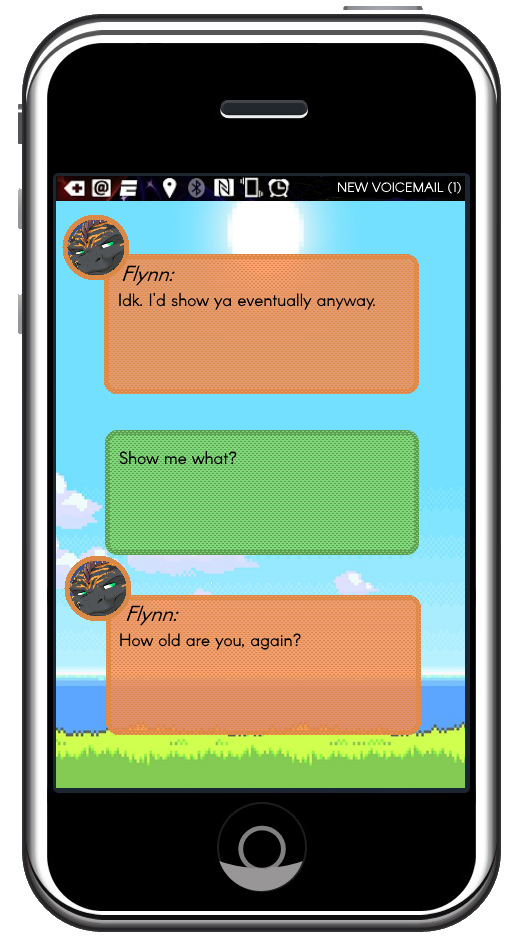 NEW VOICEMAIL (1)
Flynn:
Idk. I'd show ya eventually anyway.
Show me what?
Flynn:
How old are you, again?